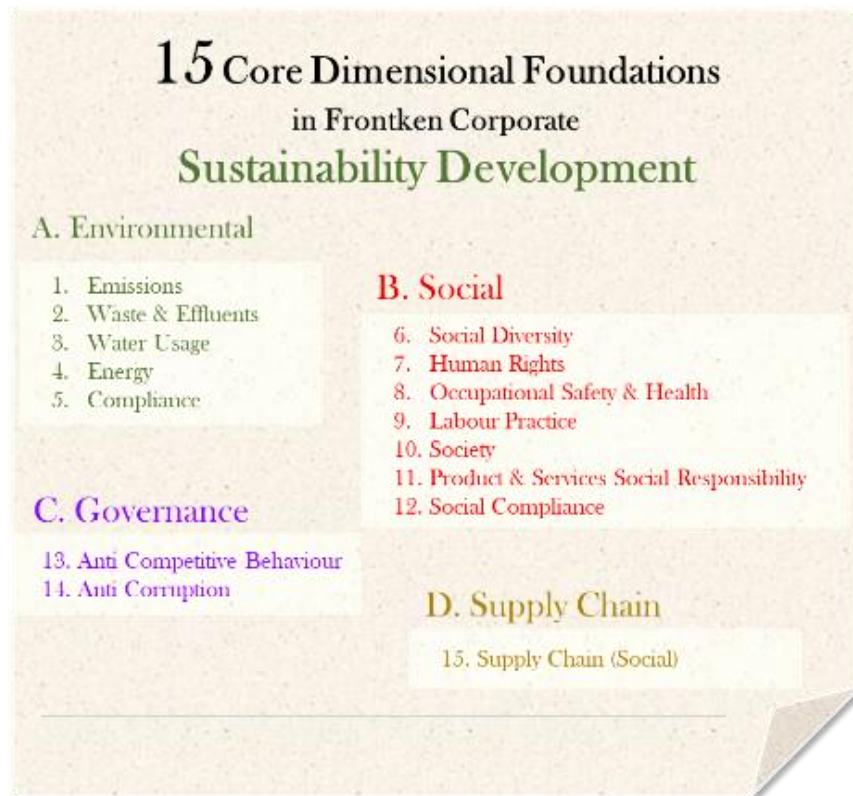 15 Core Dimensional Foundations
in Frontken Corporate
Sustainability Development
A. Environmental
1. Emissions
2. Waste & Effluents
3. Water Usage
4. Energy
5. Compliance
B. Social
6. Social Diversity
7. Human Rights
8. Occupational Safety & Health
9. Labour Practice
10. Society
11. Product & Services Social Responsibility
12. Social Compliance
C. Governance
13. Anti Competitive Behaviour
14. Anti Corruption
D. Supply Chain
15. Supply Chain (Social)